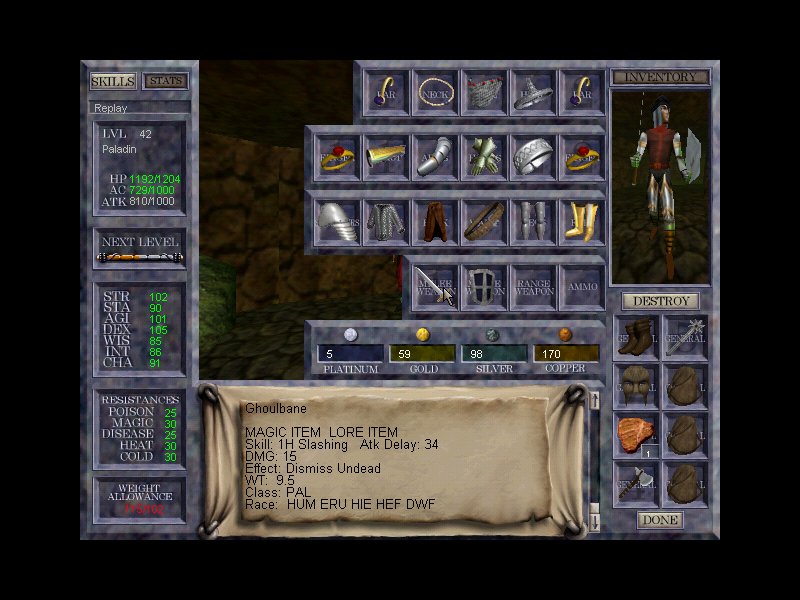 SKILLS STATS
Replay
LVL 42
Paladin
HP 1192/1204
AC 729/1000
ATK 810/1000
NEXT LEVEL
STR 102
STA 90
AGI 101
DEX 105
WIS 85
INT 86
CHA 91
RESISTANCES
POISON 25
MAGIC 30
DISEASE 25
HEAT 30
COLD 30
WEIGHT
ALLOWANCE
EAR NECK EAR
RANGE
WEAPON
AMMO
5 59 98 170
PLATINUM GOLD SILVER COPPER
Ghoulbane
MAGIC ITEM LORE ITEM
Skill: 1H Slashing Atk Delay: 34
DMG: 15
Effect: Dismiss Undead
WT: 9.5
Class: PAL
Race: HUM ERU HIE HEF DWF
INVENTORY
DESTROY
GENERAL
1
DONE